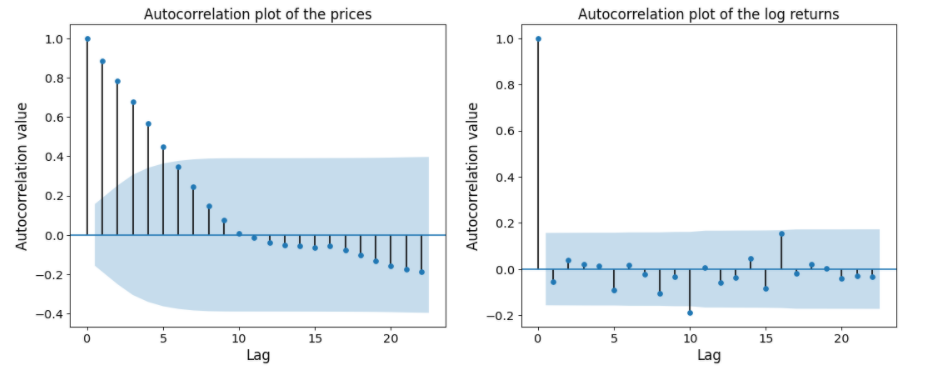 Autocorrelation plot of the prices
Autocorrelation value
1.0
0.8
0.6
0.4
0.2
0.0
−0.2
−0.4
0 5 10 15 20
Lag
Autocorrelation plot of the log returns
Autocorrelation value
1.0
0.8
0.6
0.4
0.2
0.0
−0.2
0 5 10 15 20
Lag